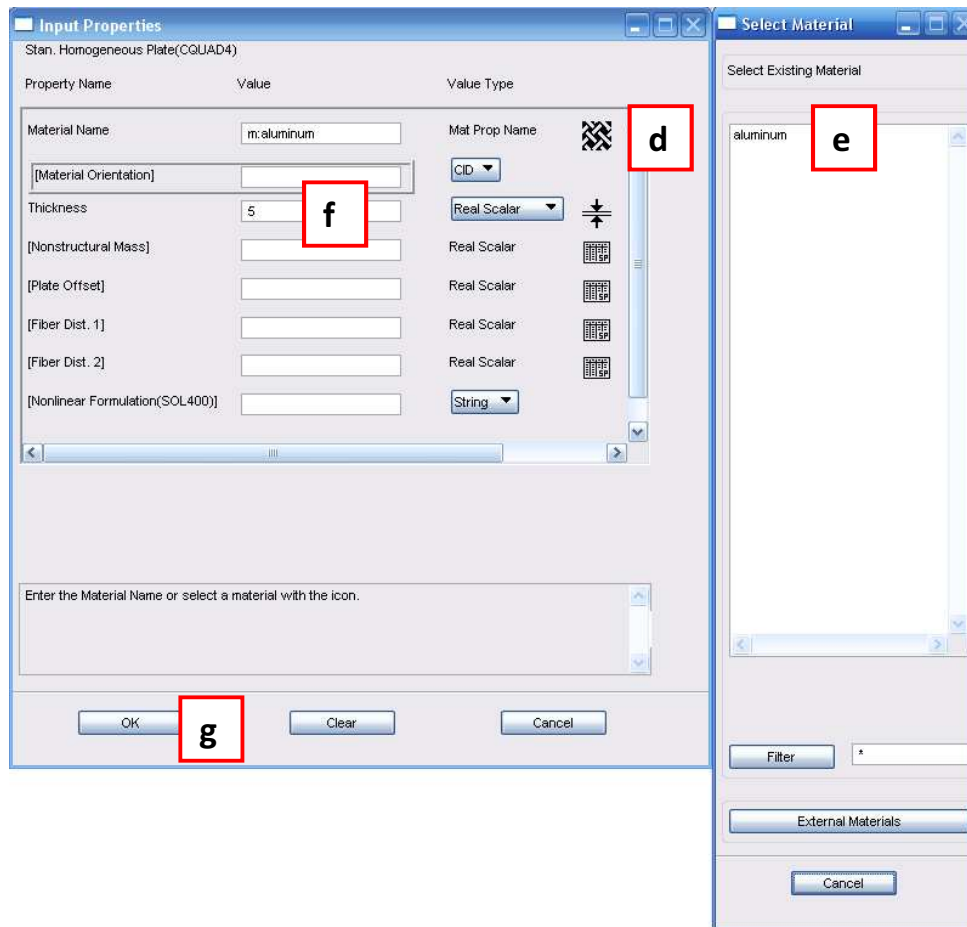 Input Properties
Stan. Homogeneous Plate(CQUAD4)
Property Name Value Value Type
Material Name m:aluminum Mat Prop Name d
[Material Orientation] CID
Thickness 5 f Real Scalar
[Nonstructural Mass] Real Scalar
[Plate Offset] Real Scalar
[Fiber Dist. 1] Real Scalar
[Fiber Dist. 2] Real Scalar
[Nonlinear Formulation(SOL400)] String
Enter the Material Name or select a material with the icon.
OK g Clear Cancel
Select Material
Select Existing Material
aluminum e
Filter *
External Materials
Cancel